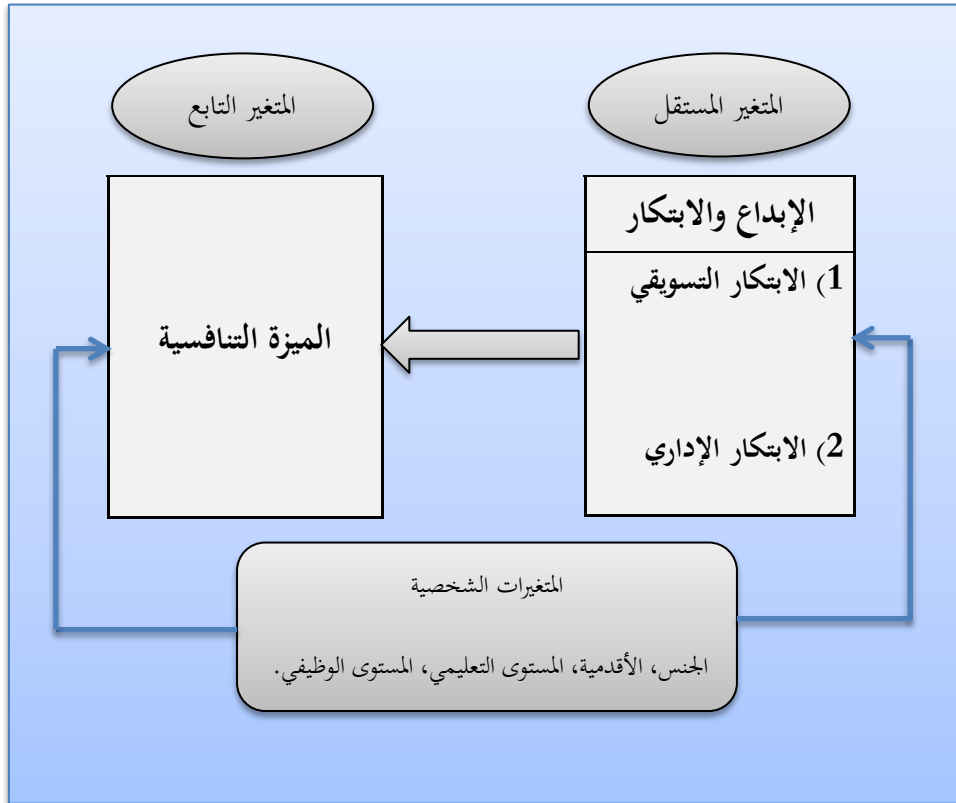 المتغير المستقل
المتغير التابع
الإبداع والابتكار
1) الابتكار التسويقي
2) الابتكار الإداري
الميزة التنافسية
المتغيرات الشخصية
الجنس، الأقدمية، المستوى التعليمي، المستوى الوظيفي.